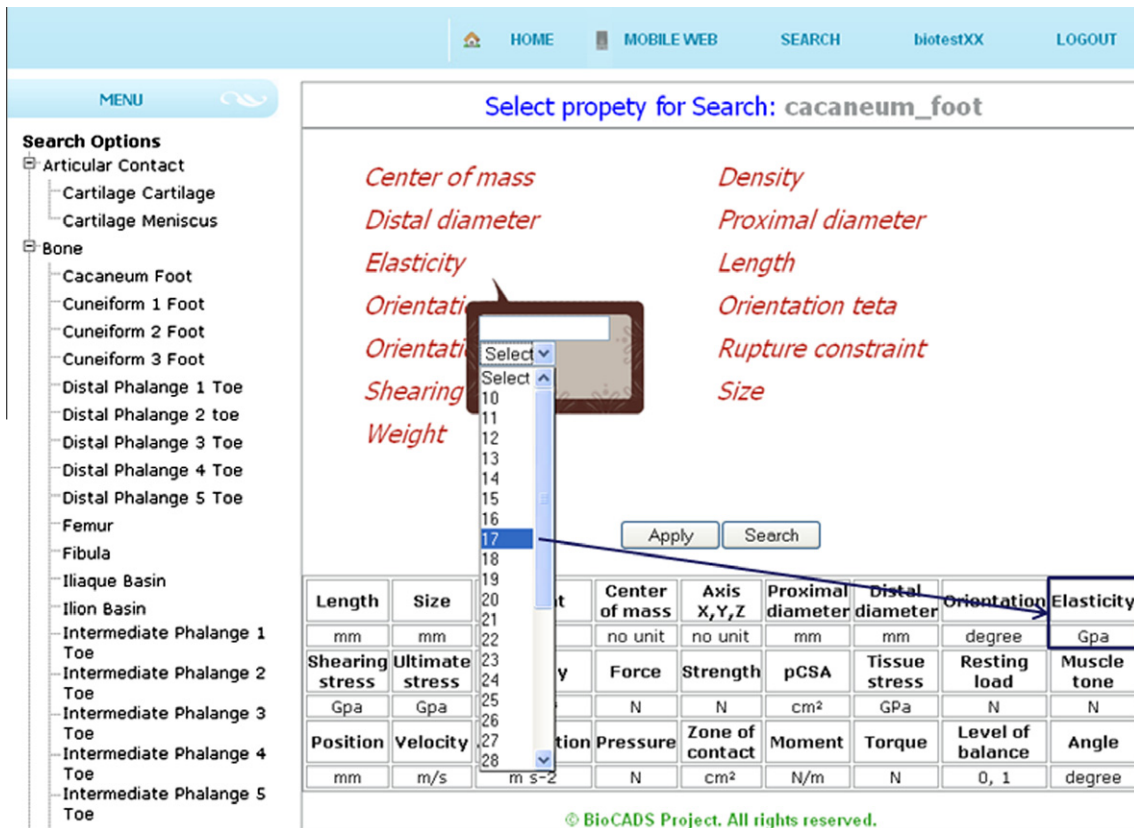 HOME MOBILE WEB SEARCH biotestXX LOGOUT
MENU
Search Options
Articular Contact
Cartilage Cartilage
Cartilage Meniscus
Bone
Cacaneum Foot
Cuneiform 1 Foot
Cuneiform 2 Foot
Cuneiform 3 Foot
Distal Phalange 1 Toe
Distal Phalange 2 toe
Distal Phalange 3 Toe
Distal Phalange 4 Toe
Distal Phalange 5 Toe
Femur
Fibula
Iliaque Basin
Ilion Basin
Intermediate Phalange 1
Toe
Intermediate Phalange 2
Toe
Intermediate Phalange 3
Toe
Intermediate Phalange 4
Toe
Intermediate Phalange 5
Toe
Select propety for Search: cacaneum_foot
Center of mass Density
Distal diameter Proximal diameter
Elasticity Length
Orientati Orientation teta
Orientati Rupture constraint
Shearing Size
Weight
Select
Select
10
11
12
13
14
15
16
17
18
19
20
21
22
23
24
25
26
27
28
Apply Search
Length Size t Center of mass Axis X,Y,Z Proximal diameter Distal diameter Orientation Elasticity
mm mm no unit no unit mm mm degree Gpa
Shearing stress Ultimate stress y Force Strength pCSA Tissue stress Resting load Muscle tone
Gpa Gpa N N cm² GPa N N
Position Velocity tion Pressure Zone of contact Moment Torque Level of balance Angle
mm m/s m s-2 N cm² N/m N 0, 1 degree
© BioCADS Project. All rights reserved.